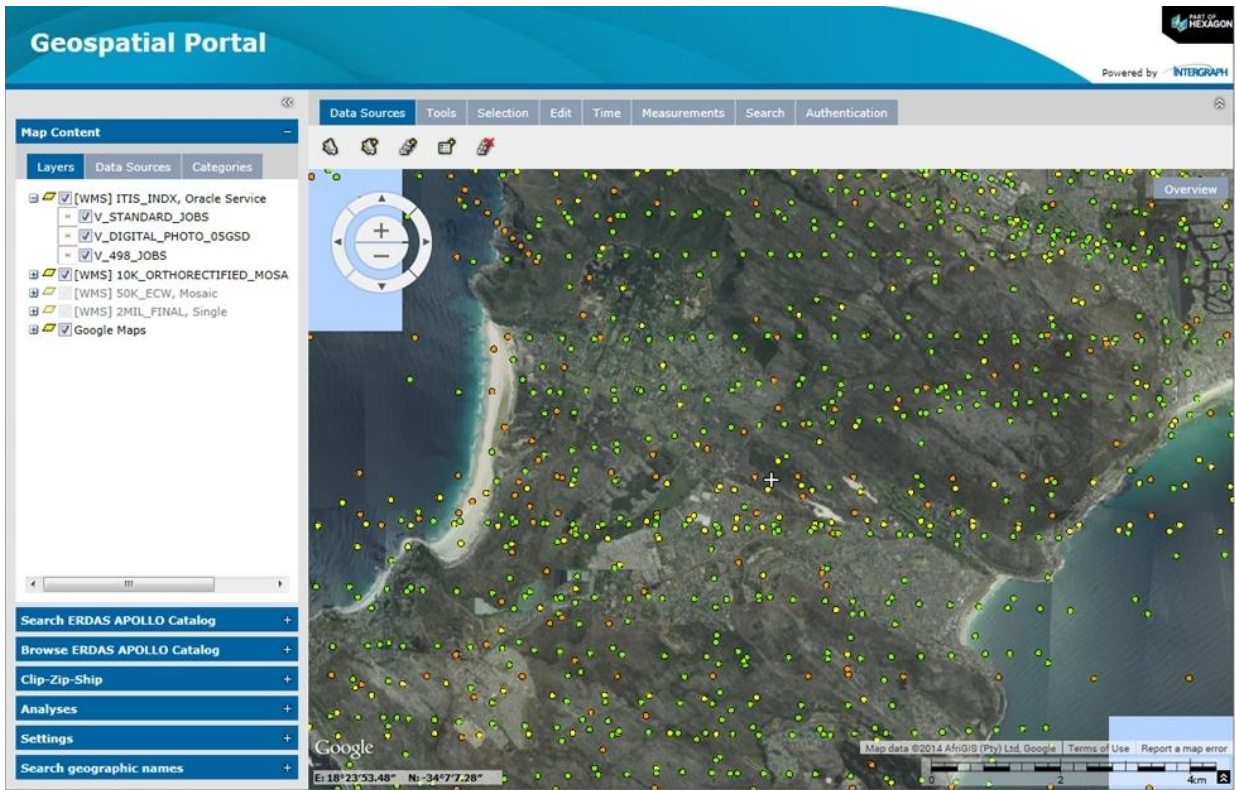 Geospatial Portal
PART OF
HEXAGON
Powered by INTERGRAPH
Map Content
Layers Data Sources Categories
[WMS] ITIS_INDX, Oracle Service
V_STANDARD_JOBS
V_DIGITAL_PHOTO_05GSD
V_498_JOBS
[WMS] 10K_ORTHORECTIFIED_MOSA
[WMS] 50K_ECW, Mosaic
[WMS] 2MIL_FINAL, Single
Google Maps
Search ERDAS APOLLO Catalog
Browse ERDAS APOLLO Catalog
Clip-Zip-Ship
Analyses
Settings
Search geographic names
Data Sources Tools Selection Edit Time Measurements Search Authentication
Overview
Google
Map data ©2014 AfriGIS (Pty) Ltd, Google Terms of Use Report a map error
E: 18°23'53.48" N: -34°7'7.28"
0 2 4km